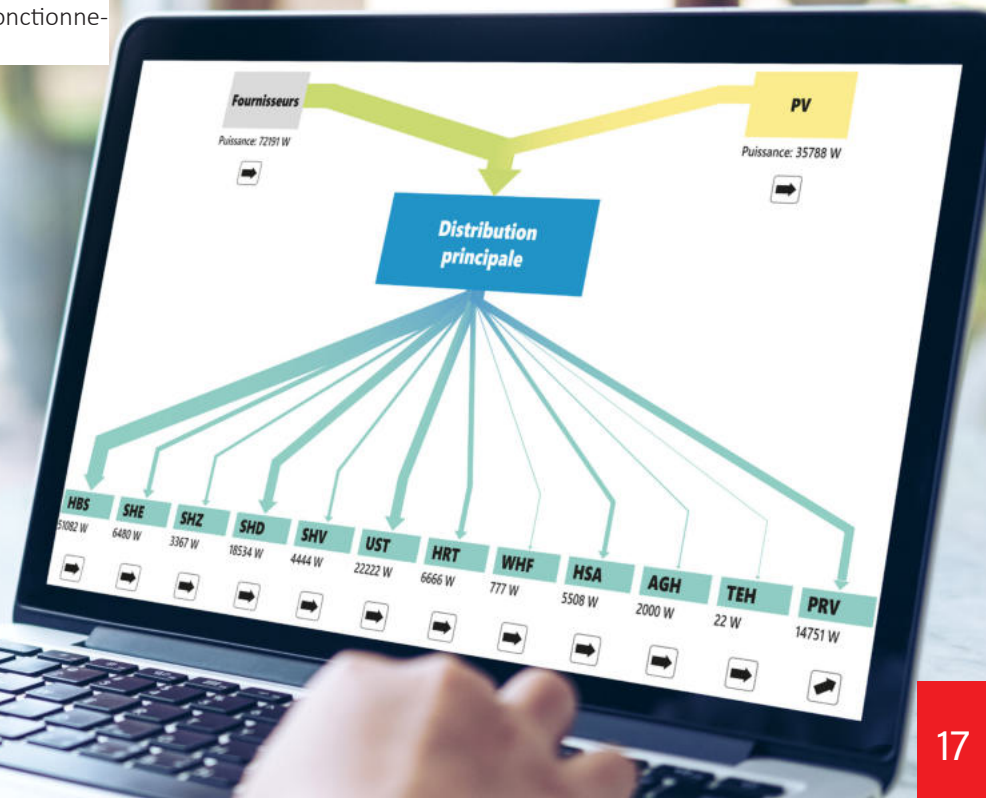 onctionne-
Fournisseurs
Puissance: 72191 W
PV
Puissance: 35788 W
Distribution
principale
HBS
51082 W
SHE
6480 W
SHZ
3367 W
SHD
18534 W
SHV
4444 W
UST
22222 W
HRT
6666 W
WHF
777 W
HSA
5508 W
AGH
2000 W
TEH
22 W
PRV
14751 W
17